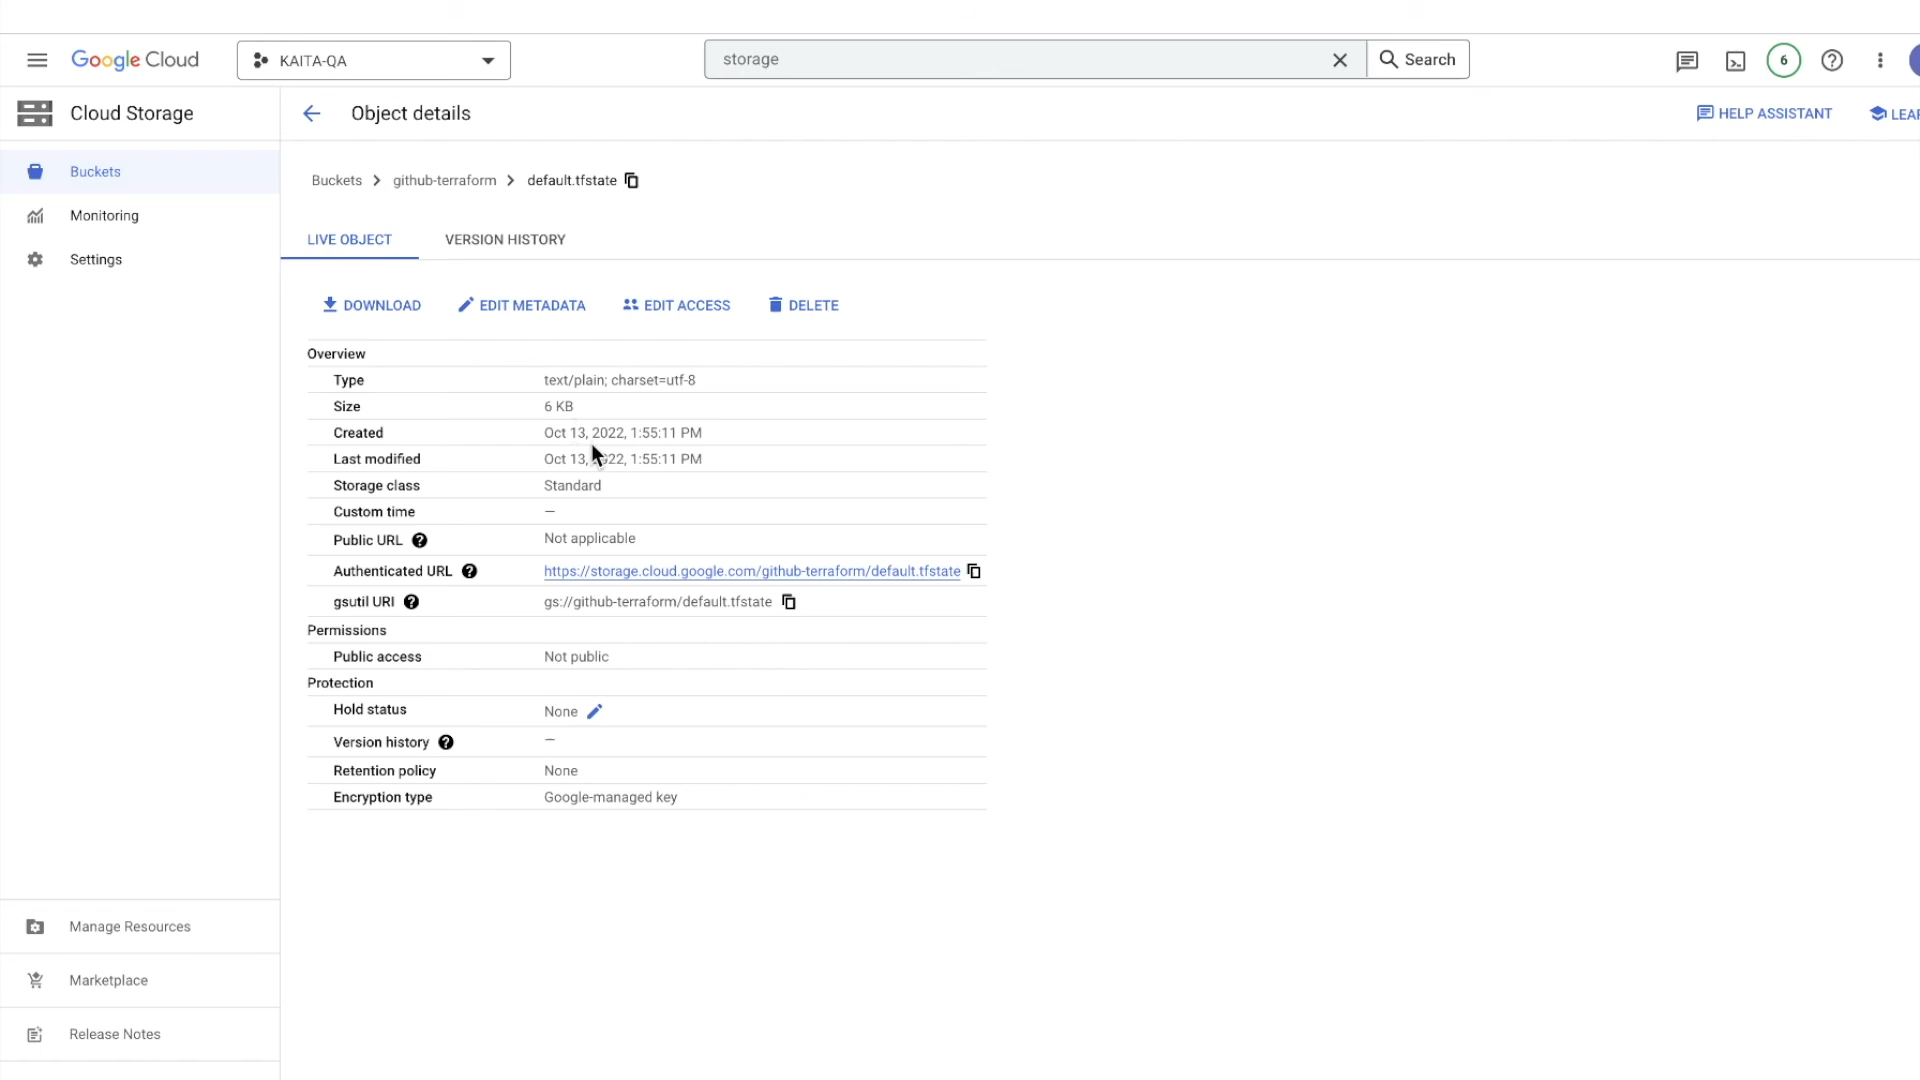 Google Cloud
KAITA-QA
storage
Search
6
Cloud Storage
Object details
HELP ASSISTANT
Buckets
Monitoring
Settings
Buckets > github-terraform > default.tfstate
LIVE OBJECT
VERSION HISTORY
DOWNLOAD
EDIT METADATA
EDIT ACCESS
DELETE
Overview
Type text/plain; charset=utf-8
Size 6 KB
Created Oct 13, 2022, 1:55:11 PM
Last modified Oct 13, 22, 1:55:11 PM
Storage class Standard
Custom time —
Public URL Not applicable
Authenticated URL https://storage.cloud.google.com/github-terraform/default.tfstate
gsutil URI gs://github-terraform/default.tfstate
Permissions
Public access Not public
Protection
Hold status None
Version history —
Retention policy None
Encryption type Google-managed key
Manage Resources
Marketplace
Release Notes